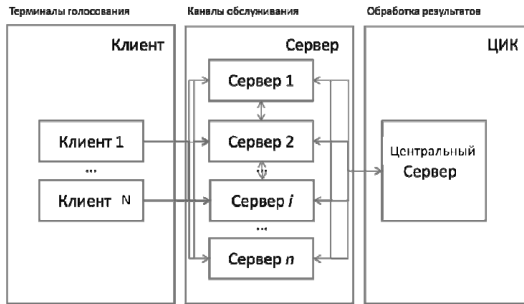 Терминалы голосования
Каналы обслуживания
Обработка результатов
Клиент
Сервер
ЦИК
Сервер 1
Клиент 1
Сервер 2
...
...
Клиент N
Сервер i
...
Сервер n
Центральный
Сервер